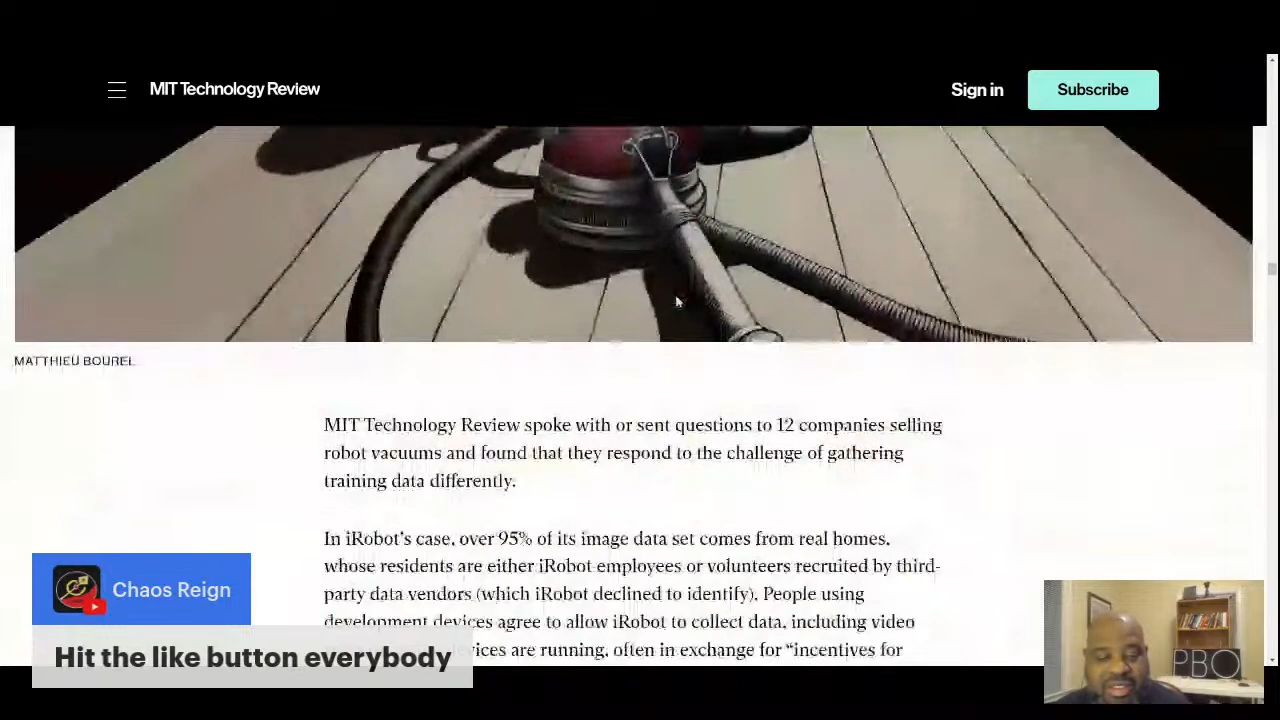 MIT Technology Review
Sign in
Subscribe
MATTHIEU BOUREL
MIT Technology Review spoke with or sent questions to 12 companies selling
robot vacuums and found that they respond to the challenge of gathering
training data differently.
In iRobot's case, over 95% of its image data set comes from real homes,
whose residents are either iRobot employees or volunteers recruited by third-
party data vendors (which iRobot declined to identify). People using
development devices agree to allow iRobot to collect data, including video
devices are running, often in exchange for “incentives for
Chaos Reign
Hit the like button everybody
PBO